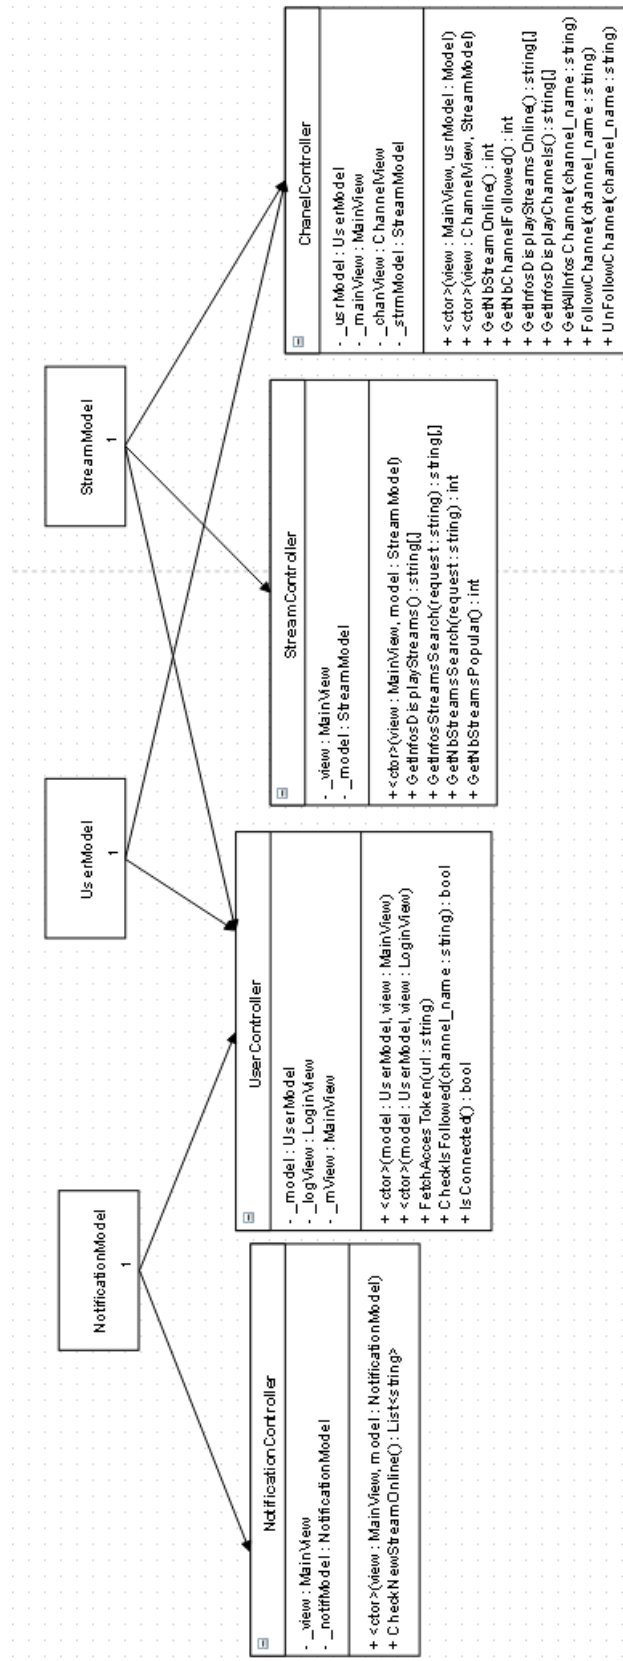 NotificationModel
1
UserModel
1
StreamModel
1
NotificationController
- _view : MainView
- _notifModel : NotificationModel
+ <ctor>(view : MainView, model : NotificationModel)
+ CheckNewStreamOnline() : List<string>
UserController
- _model : UserModel
- _logView : LoginView
- _mView : MainView
+ <ctor>(model : UserModel, view : MainView)
+ <ctor>(model : UserModel, view : LoginView)
+ FetchAccesToken(url : string)
+ CheckIsFollowed(channel_name : string) : bool
+ IsConnected() : bool
StreamController
- _view : MainView
- _model : StreamModel
+ <ctor>(view : MainView, model : StreamModel)
+ GetInfosDisplayStreams() : string[,]
+ GetInfosStreamsSearch(request : string) : string[,]
+ GetNbStreamsSearch(request : string) : int
+ GetNbStreamsPopular() : int
ChanelController
- _usrModel : UserModel
- _mainView : MainView
- _chanView : ChannelView
- _strmModel : StreamModel
+ <ctor>(view : MainView, usrModel : Model)
+ <ctor>(view : ChannelView, StreamModel)
+ GetNbStreamOnline() : int
+ GetNbChannelFollowed() : int
+ GetInfosDisplayStreamsOnline() : string[,]
+ GetInfosDisplayChannels() : string[,]
+ GetAllInfosChannel(channel_name : string)
+ FollowChannel(channel_name : string)
+ UnFollowChannel(channel_name : string)